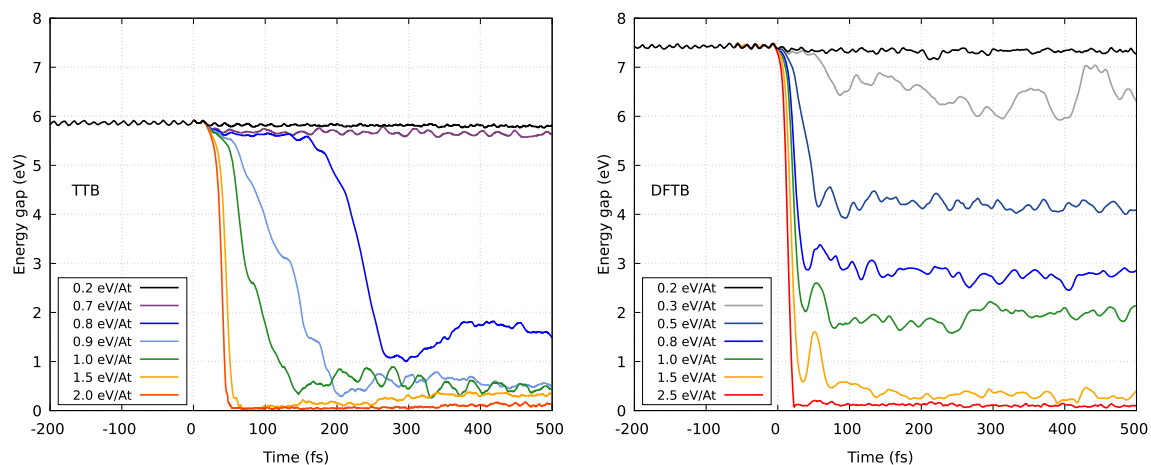 8
7
6
5
4
3
2
1
0
Energy gap (eV)
TTB
0.2 eV/At
0.7 eV/At
0.8 eV/At
0.9 eV/At
1.0 eV/At
1.5 eV/At
2.0 eV/At
-200 -100 0 100 200 300 400 500
Time (fs)
8
7
6
5
4
3
2
1
0
Energy gap (eV)
DFTB
0.2 eV/At
0.3 eV/At
0.5 eV/At
0.8 eV/At
1.0 eV/At
1.5 eV/At
2.5 eV/At
-200 -100 0 100 200 300 400 500
Time (fs)